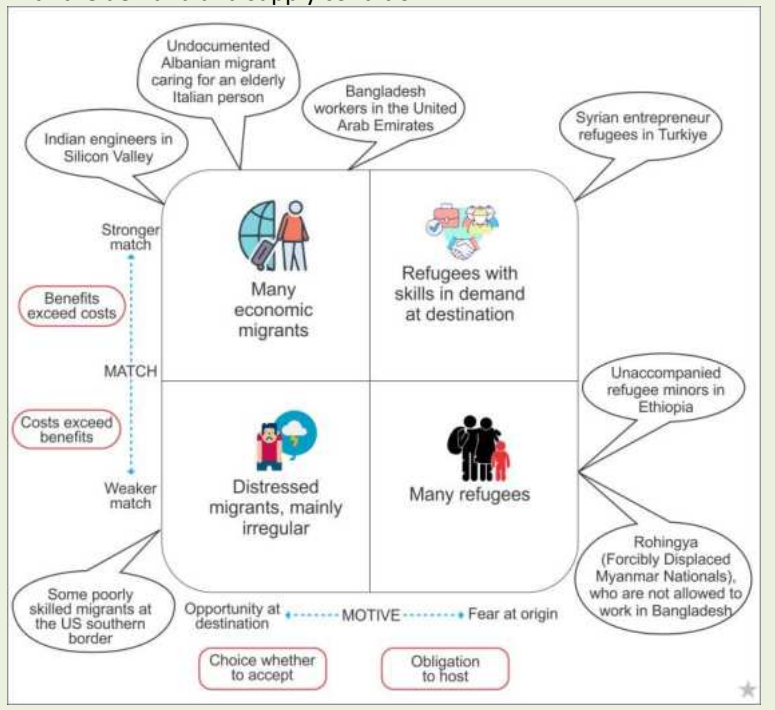 Undocumented
Albanian migrant
caring for an elderly
Italian person
Bangladesh
workers in the United
Arab Emirates
Syrian entrepreneur
refugees in Turkiye
Indian engineers in
Silicon Valley
Stronger
match
Benefits
exceed costs
MATCH
Costs exceed
benefits
Weaker
match
Many
economic
migrants
Refugees with
skills in demand
at destination
Distressed
migrants, mainly
irregular
Many refugees
Unaccompanied
refugee minors in
Ethiopia
Rohingya
(Forcibly Displaced
Myanmar Nationals),
who are not allowed to
work in Bangladesh
Some poorly
skilled migrants at
the US southern
border
Opportunity at
destination
MOTIVE
Fear at origin
Choice whether
to accept
Obligation
to host